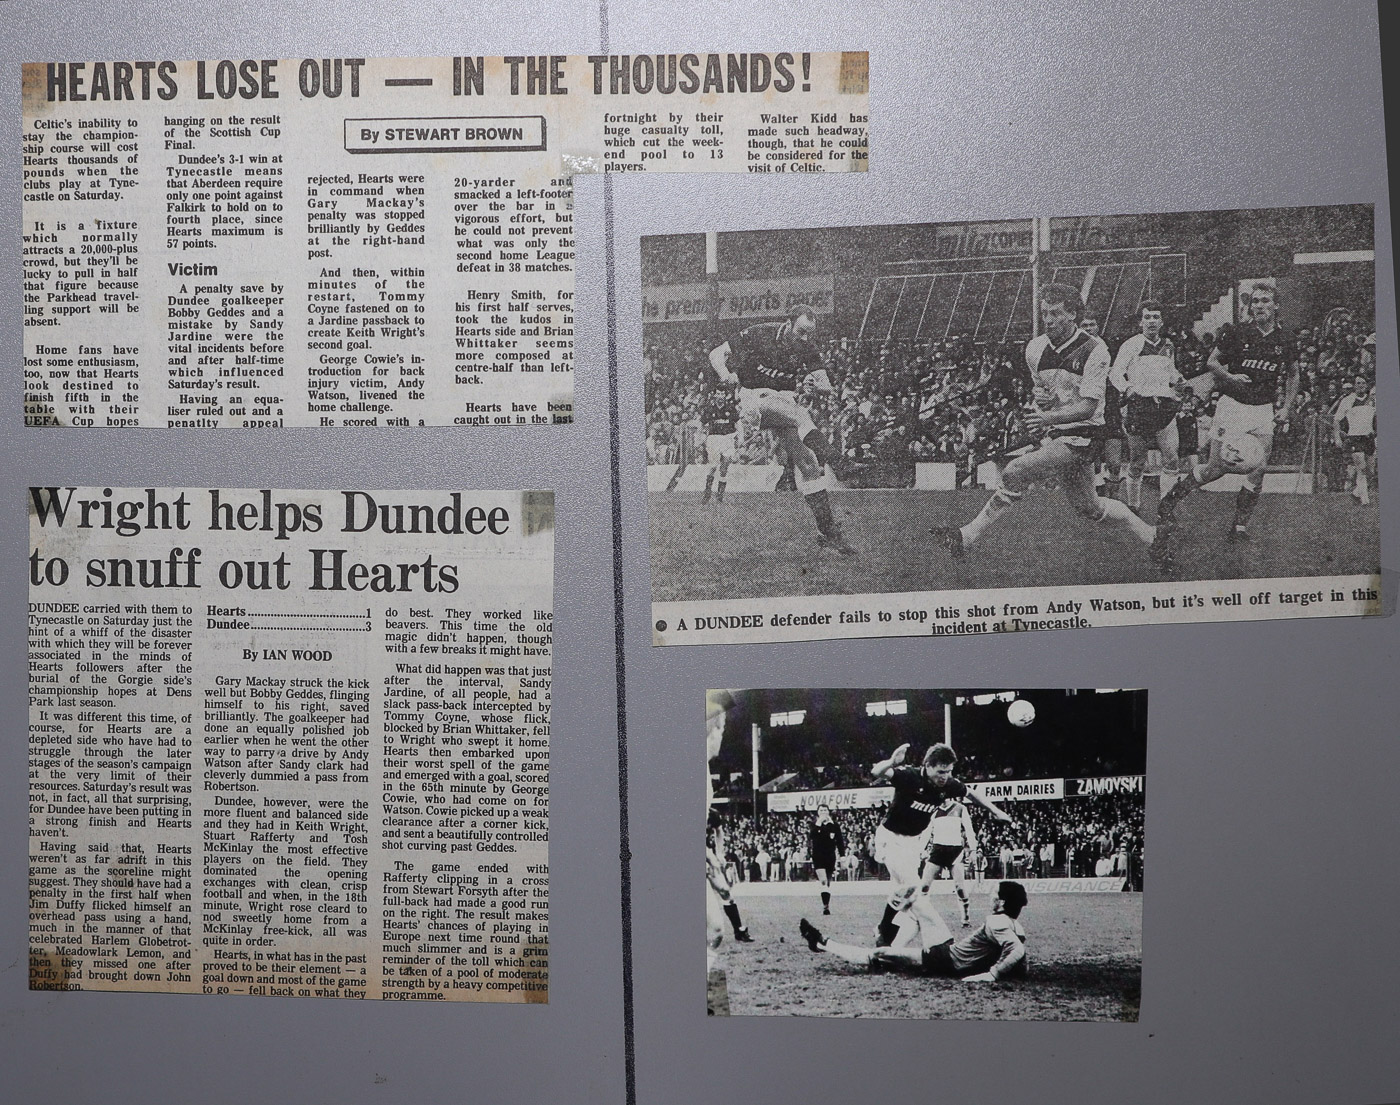 HEARTS LOSE OUT — IN THE THOUSANDS!
Celtic's inability to
stay the champion-
ship course will cost
Hearts thousands of
pounds when the
clubs play at Tyne-
castle on Saturday.
It is a fixture
which normally
attracts a 20,000-plus
crowd, but they'll be
lucky to pull in half
that figure because
the Parkhead travel-
ling support will be
absent.
Home fans have
lost some enthusiasm,
too, now that Hearts
look destined to
finish fifth in the
table with their
UEFA Cup hopes
hanging on the result
of the Scottish Cup
Final.
Dundee's 3-1 win at
Tynecastle means
that Aberdeen require
only one point against
Falkirk to hold on to
fourth place, since
Hearts maximum is
57 points.
Victim
A penalty save by
Dundee goalkeeper
Bobby Geddes and a
mistake by Sandy
Jardine were the
vital incidents before
and after half-time
which influenced
Saturday's result.
Having an equa-
liser ruled out and a
penatlty appeal
By STEWART BROWN
rejected, Hearts were
in command when
Gary Mackay's
penalty was stopped
brilliantly by Geddes
at the right-hand
post.
And then, within
minutes of the
restart, Tommy
Coyne fastened on to
a Jardine passback to
create Keith Wright's
second goal.
George Cowie's in-
troduction for back
injury victim, Andy
Watson, livened the
home challenge.
He scored with a
20-yarder and
smacked a left-footer
over the bar in a
vigorous effort, but
he could not prevent
what was only the
second home League
defeat in 38 matches.
Henry Smith, for
his first half serves,
took the kudos in
Hearts side and Brian
Whittaker seems
more composed at
centre-half than left-
back.
Hearts have been
caught out in the last
fortnight by their
huge casualty toll,
which cut the week-
end pool to 13
players.
Walter Kidd has
made such headway,
though, that he could
be considered for the
visit of Celtic.
Wright helps Dundee
to snuff out Hearts
DUNDEE carried with them to
Tynecastle on Saturday just the
hint of a whiff of the disaster
with which they will be forever
associated in the minds of
Hearts followers after the
burial of the Gorgie side's
championship hopes at Dens
Park last season.
It was different this time, of
course, for Hearts are a
depleted side who have had to
struggle through the later
stages of the season's campaign
at the very limit of their
resources. Saturday's result was
not, in fact, all that surprising,
for Dundee have been putting in
a strong finish and Hearts
haven't.
Having said that, Hearts
weren't as far adrift in this
game as the scoreline might
suggest. They should have had a
penalty in the first half when
Jim Duffy flicked himself an
overhead pass using a hand,
much in the manner of that
celebrated Harlem Globetrot-
ter, Meadowlark Lemon, and
then they missed one after
Duffy had brought down John
Robertson.
Hearts..............................1
Dundee.............................3
By IAN WOOD
Gary Mackay struck the kick
well but Bobby Geddes, flinging
himself to his right, saved
brilliantly. The goalkeeper had
done an equally polished job
earlier when he went the other
way to parry a drive by Andy
Watson after Sandy clark had
cleverly dummied a pass from
Robertson.
Dundee, however, were the
more fluent and balanced side
and they had in Keith Wright,
Stuart Rafferty and Tosh
McKinlay the most effective
players on the field. They
dominated the opening
exchanges with clean, crisp
football and when, in the 18th
minute, Wright rose cleard to
nod sweetly home from a
McKinlay free-kick, all was
quite in order.
Hearts, in what has in the past
proved to be their element — a
goal down and most of the game
to go — fell back on what they
do best. They worked like
beavers. This time the old
magic didn't happen, though
with a few breaks it might have.
What did happen was that just
after the interval, Sandy
Jardine, of all people, had a
slack pass-back intercepted by
Tommy Coyne, whose flick,
blocked by Brian Whittaker, fell
to Wright who swept it home.
Hearts then embarked upon
their worst spell of the game
and emerged with a goal, scored
in the 65th minute by George
Cowie, who had come on for
Watson. Cowie picked up a weak
clearance after a corner kick,
and sent a beautifully controlled
shot curving past Geddes.
The game ended with
Rafferty clipping in a cross
from Stewart Forsyth after the
full-back had made a good run
on the right. The result makes
Hearts' chances of playing in
Europe next time round that
much slimmer and is a grim
reminder of the toll which can
be taken of a pool of moderate
strength by a heavy competitive
programme.
mita COPIERS mita
he premier sports paper
mita
mita
● A DUNDEE defender fails to stop this shot from Andy Watson, but it's well off target in this
incident at Tynecastle.
NOVAFONE
FARM DAIRIES
ZAMOYSKI
mita
INSURANCE